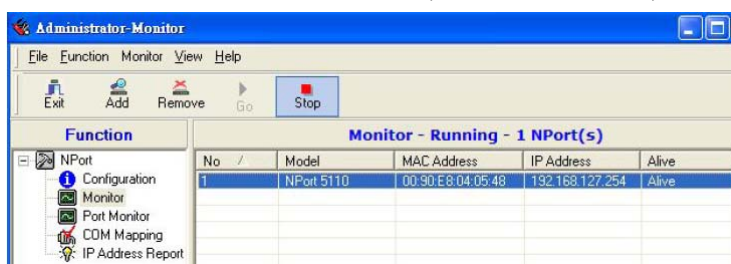 Administrator-Monitor
File Function Monitor View Help
Exit Add Remove Go Stop
Function
Monitor - Running - 1 NPort(s)
NPort
Configuration
Monitor
Port Monitor
COM Mapping
IP Address Report
No / Model MAC Address IP Address Alive
1 NPort 5110 00:90:E8:04:05:48 192.168.127.254 Alive